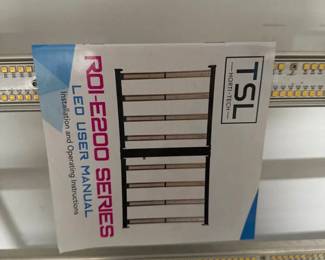 TSL
HORTI-TECH
ROI-E200 SERIES
LED USER MANUAL
Installation and Operating Instructions